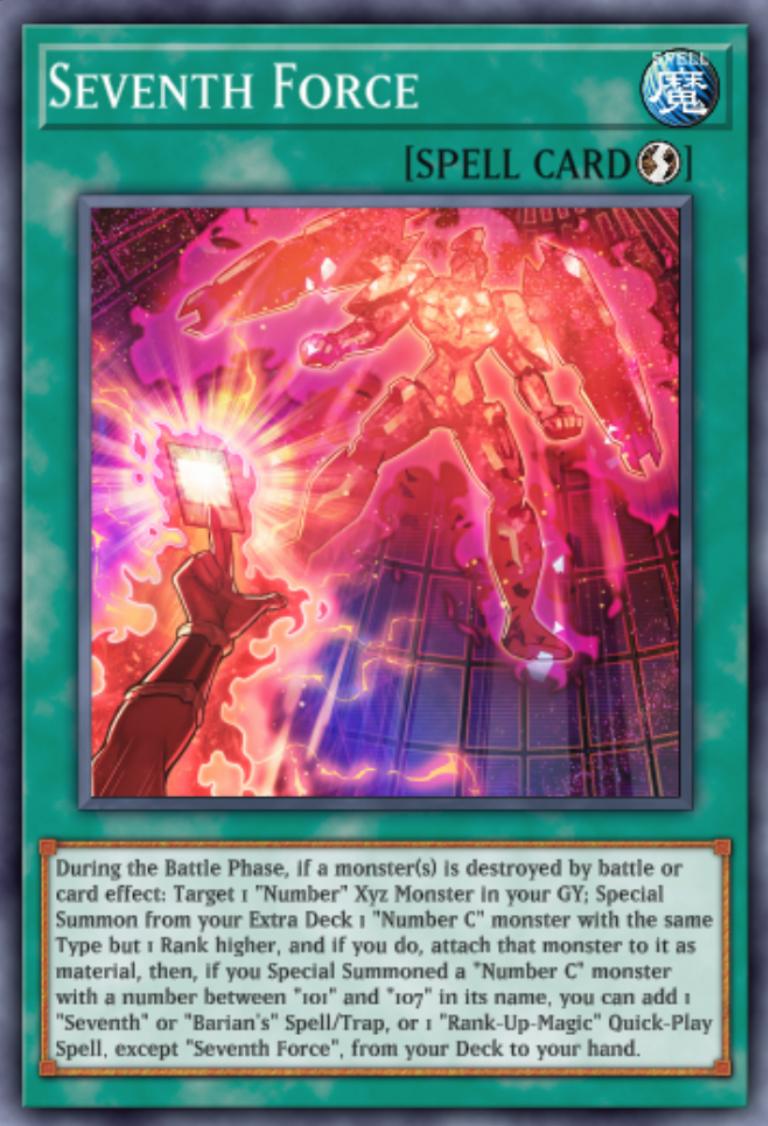 SEVENTH FORCE
SPELL
魔
[SPELL CARD]
During the Battle Phase, if a monster(s) is destroyed by battle or
card effect: Target 1 "Number" Xyz Monster in your GY; Special
Summon from your Extra Deck 1 "Number C" monster with the same
Type but 1 Rank higher, and if you do, attach that monster to it as
material, then, if you Special Summoned a "Number C" monster
with a number between "101" and "107" in its name, you can add 1
"Seventh" or "Barian's" Spell/Trap, or 1 "Rank-Up-Magic" Quick-Play
Spell, except "Seventh Force", from your Deck to your hand.